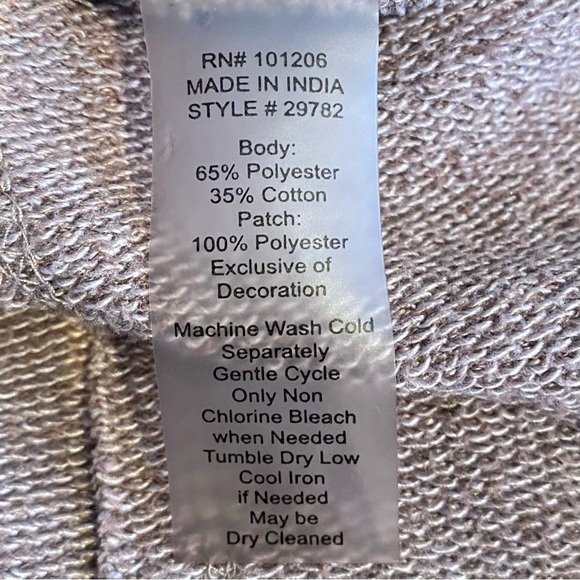 RN# 101206
MADE IN INDIA
STYLE # 29782
Body:
65% Polyester
35% Cotton
Patch:
100% Polyester
Exclusive of
Decoration
Machine Wash Cold
Separately
Gentle Cycle
Only Non
Chlorine Bleach
when Needed
Tumble Dry Low
Cool Iron
if Needed
May be
Dry Cleaned